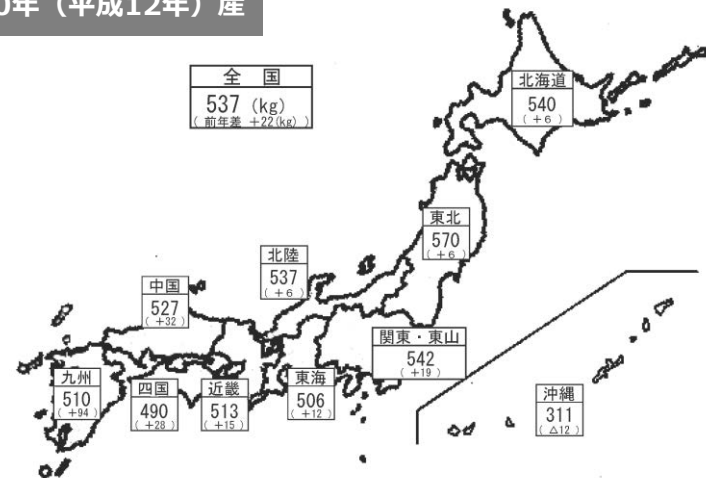 0年（平成12年）産
全 国
537 (kg)
( 前年差 +22(kg) )
北海道
540
( +6 )
東北
570
( +6 )
北陸
537
( +6 )
中国
527
( +32 )
関東・東山
542
( +19 )
九州
510
( +94 )
四国
490
( +28 )
近畿
513
( +15 )
東海
506
( +12 )
沖縄
311
( △12 )